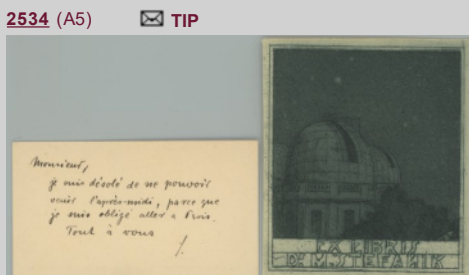 2534 (A5) TIP
Monsieur,
je suis désolé de ne pouvoir
venir l'après-midi, parce que
je suis obligé aller a Paris.
Tout à vous
EX LIBRIS
Dr. M. STEFANIK